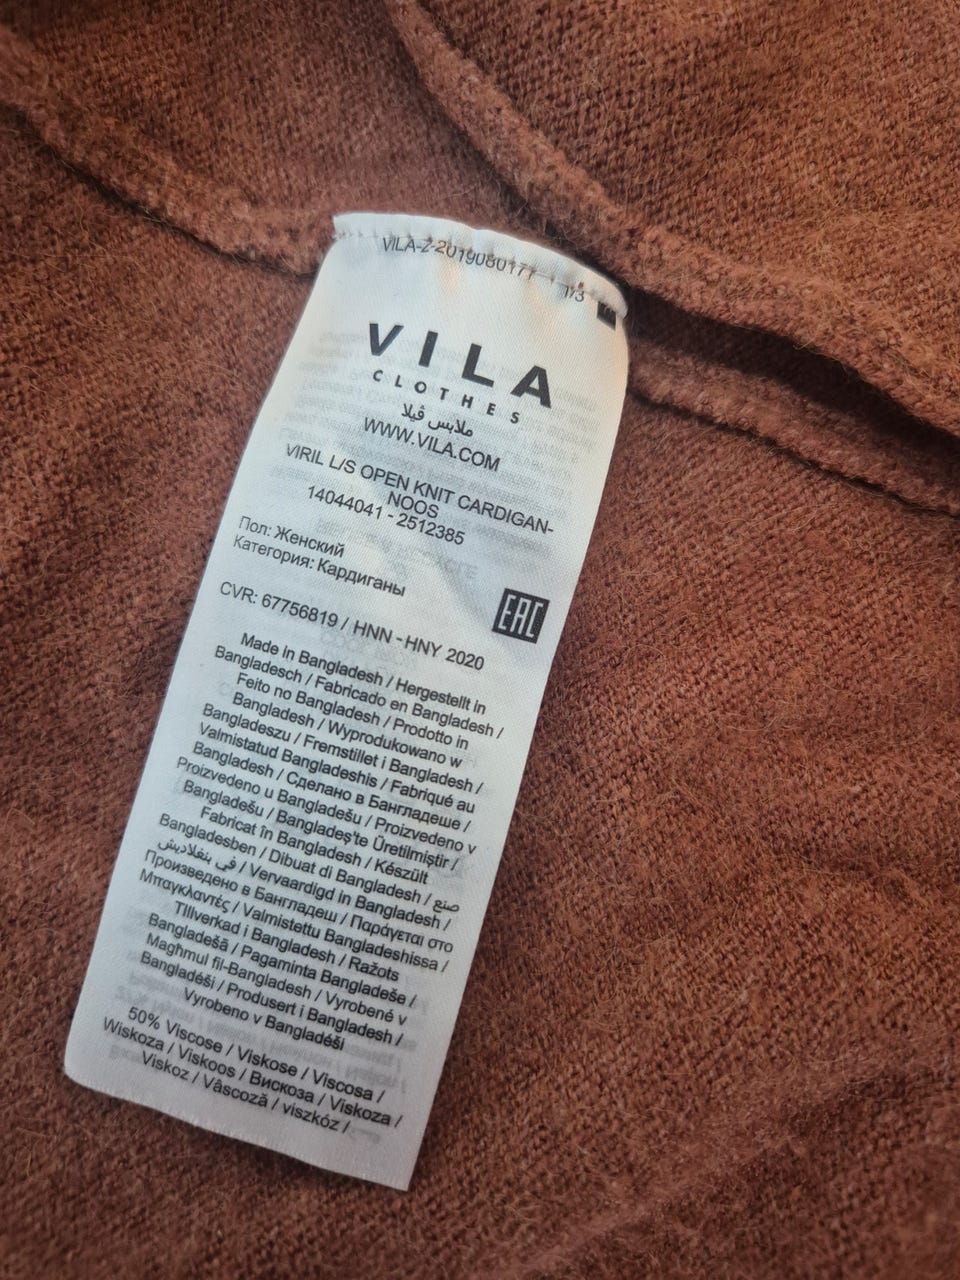 VILA-Z-2019080171
1/3
VILA
CLOTHES
ملابس ڤيلا
WWW.VILA.COM
VIRIL L/S OPEN KNIT CARDIGAN-
NOOS
14044041 - 2512385
Пол: Женский
Категория: Кардиганы
EAC
CVR: 67756819 / HNN - HNY 2020
Made in Bangladesh / Hergestellt in
Bangladesch / Fabricado en Bangladesh /
Feito no Bangladesh / Prodotto in
Bangladesh / Wyprodukowano w
Bangladeszu / Fremstillet i Bangladesh /
Valmistatud Bangladeshis / Fabriqué au
Bangladesh / Сделано в Бангладеше /
Proizvedeno u Bangladešu / Proizvedeno v
Bangladešu / Bangladeş'te Üretilmiştir /
Fabricat în Bangladesh / Készült
Bangladesben / Dibuat di Bangladesh / صنع
في بنغلاديش / Vervaardigd in Bangladesh /
Произведено в Бангладеш / Παράγεται στο
Μπαγκλαντές / Valmistettu Bangladeshissa /
Tillverkad i Bangladesh / Ražots
Bangladešā / Pagaminta Bangladeše /
Magħmul fil-Bangladesh / Vyrobené v
Bangladéši / Produsert i Bangladesh /
Vyrobeno v Bangladéši
50% Viscose / Viskose / Viscosa /
Wiskoza / Viskoos / Вискоза / Viskoza /
Viskoz / Vâscoză / viszkóz /